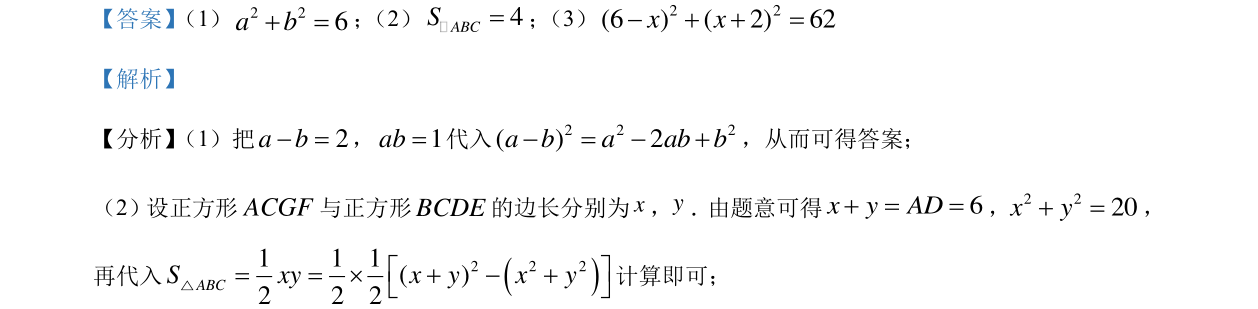 【答案】（1）a²+b²=6；（2）S□ABC=4；（3）(6−x)²+(x+2)²=62
【解析】
【分析】（1）把a−b=2，ab=1代入(a−b)²=a²−2ab+b²，从而可得答案；
（2）设正方形ACGF与正方形BCDE的边长分别为x，y．由题意可得x+y=AD=6，x²+y²=20，
再代入S△ABC=1/2xy=1/2×1/2[(x+y)²−(x²+y²)]计算即可；